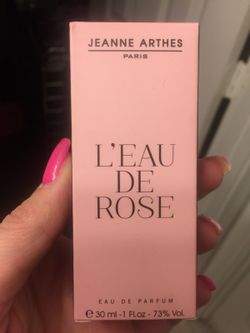 JEANNE ARTHES
PARIS
L'EAU
DE
ROSE
EAU DE PARFUM
℮ 30 ml - 1 Fl.oz - 73% Vol.